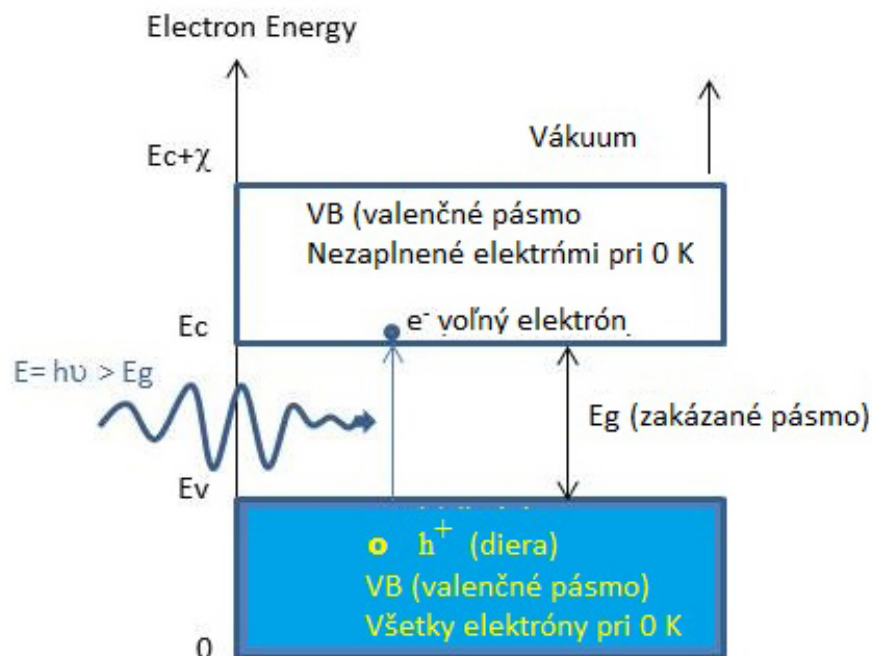 Electron Energy
Ec+χ
Vákuum
VB (valenčné pásmo
Nezaplnené elektrńmi pri 0 K
Ec
e⁻ voľný elektrón
E= hυ > Eg
Eg (zakázané pásmo)
Ev
o h⁺ (diera)
VB (valenčné pásmo)
Všetky elektróny pri 0 K
0